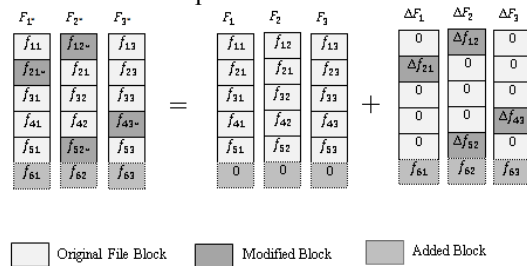 F₁″ F₂″ F₃″ F₁ F₂ F₃ ΔF₁ ΔF₂ ΔF₃
f₁₁ f₁₂″ f₁₃ f₁₁ f₁₂ f₁₃ 0 Δf₁₂ 0
f₂₁″ f₂₁ f₂₃ f₂₁ f₂₁ f₂₃ Δf₂₁ 0 0
f₃₁ f₃₂ f₃₃ = f₃₁ f₃₂ f₃₃ + 0 0 0
f₄₁ f₄₂ f₄₃″ f₄₁ f₄₂ f₄₃ 0 0 Δf₄₃
f₅₁ f₅₂″ f₅₃ f₅₁ f₅₂ f₅₃ 0 Δf₅₂ 0
f₆₁ f₆₂ f₆₃ 0 0 0 f₆₁ f₆₂ f₆₃
Original File Block Modified Block Added Block